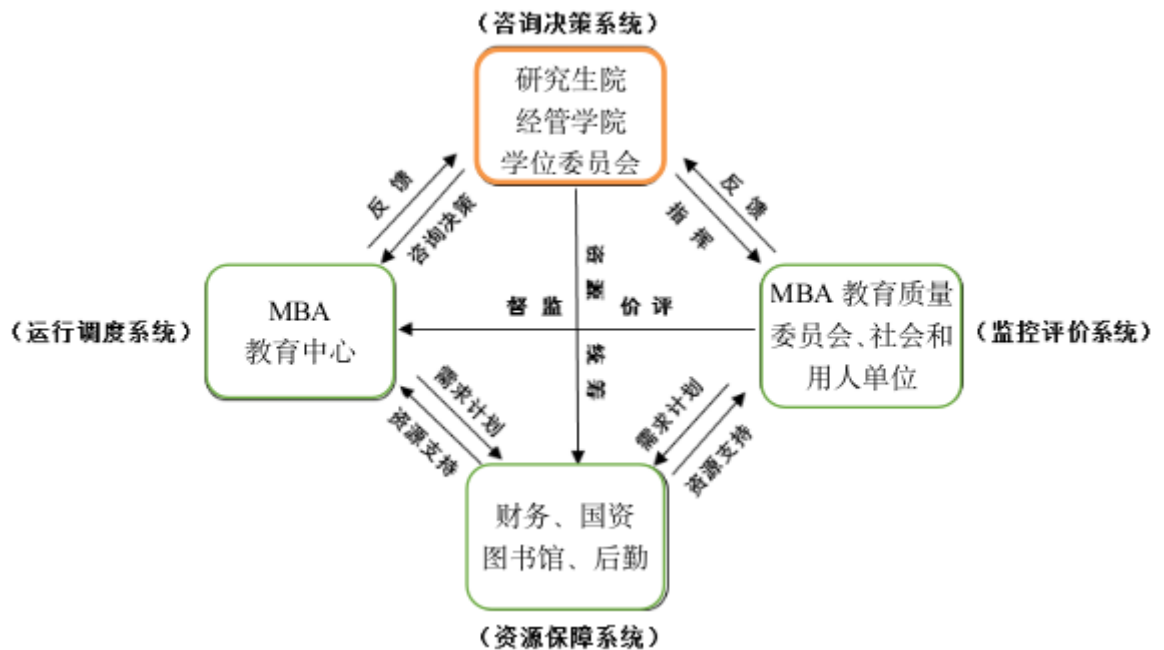 （咨询决策系统）
研究生院
经管学院
学位委员会
反 馈
咨询决策
反 馈
指 挥
统 筹
督 监 价 评
（运行调度系统）
MBA
教育中心
MBA 教育质量
委员会、社会和
用人单位
（监控评价系统）
需求计划
资源支持
需求计划
资源支持
财务、国资
图书馆、后勤
（资源保障系统）